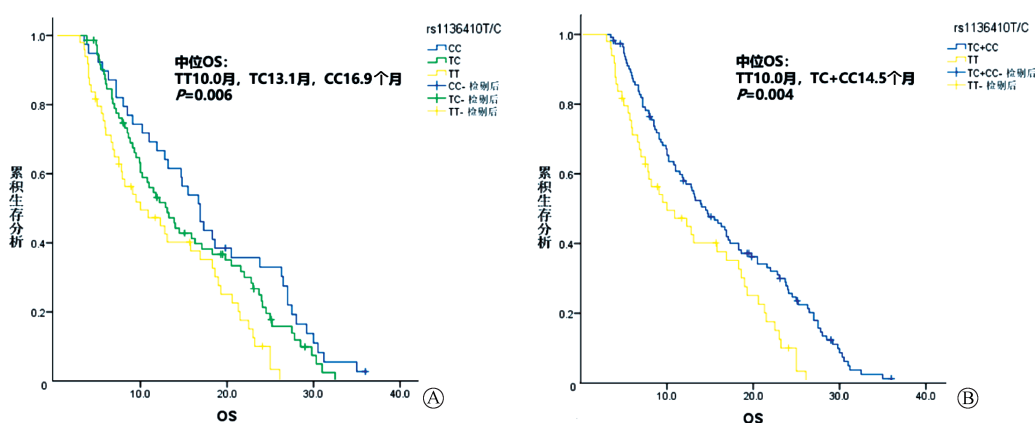 rs1136410T/C
CC
TC
TT
CC- 检剔后
TC- 检剔后
TT- 检剔后
中位OS：
TT10.0月，TC13.1月，CC16.9个月
P=0.006
累积生存分析
1.0
0.8
0.6
0.4
0.2
0
10.0
20.0
30.0
40.0
OS
A
rs1136410T/C
TC+CC
TT
TC+CC- 检剔后
TT- 检剔后
中位OS：
TT10.0月，TC+CC14.5个月
P=0.004
累积生存分析
1.0
0.8
0.6
0.4
0.2
0
10.0
20.0
30.0
40.0
OS
B